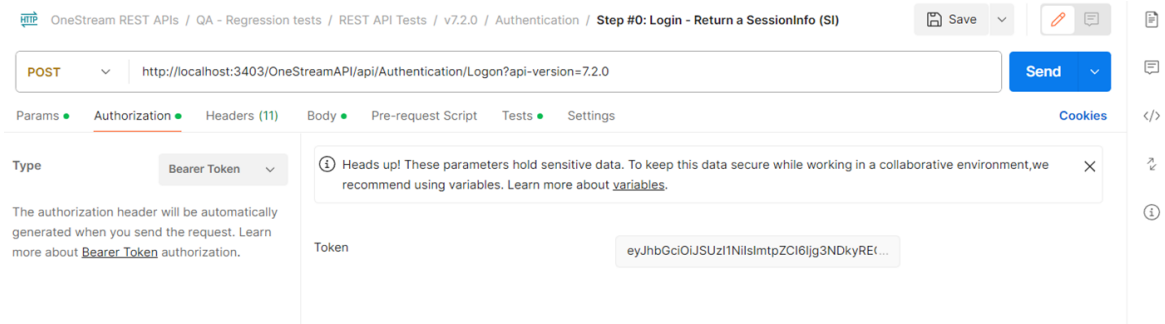 HTTP OneStream REST APIs / QA - Regression tests / REST API Tests / v7.2.0 / Authentication / Step #0: Login - Return a SessionInfo (SI) Save
POST http://localhost:3403/OneStreamAPI/api/Authentication/Logon?api-version=7.2.0 Send
Params Authorization Headers (11) Body Pre-request Script Tests Settings Cookies
Type Bearer Token
The authorization header will be automatically
generated when you send the request. Learn
more about Bearer Token authorization.
Heads up! These parameters hold sensitive data. To keep this data secure while working in a collaborative environment,we
recommend using variables. Learn more about variables.
Token eyJhbGciOiJSUzI1NiIsImtpZCI6Ijg3NDkyREC...